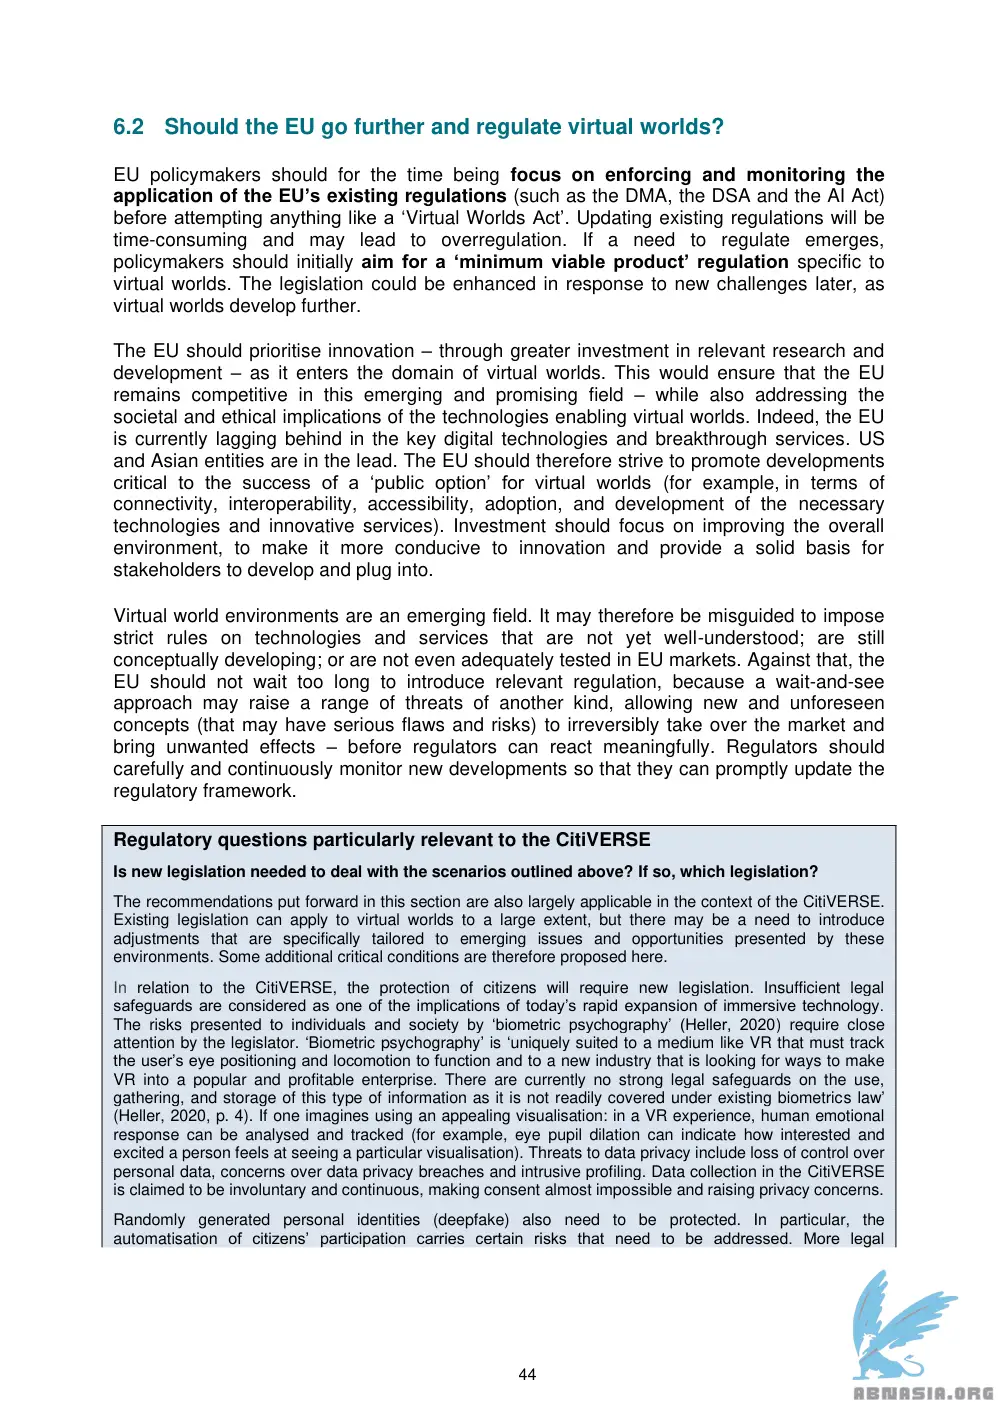 6.2 Should the EU go further and regulate virtual worlds?
EU policymakers should for the time being focus on enforcing and monitoring the
application of the EU’s existing regulations (such as the DMA, the DSA and the AI Act)
before attempting anything like a ‘Virtual Worlds Act’. Updating existing regulations will be
time-consuming and may lead to overregulation. If a need to regulate emerges,
policymakers should initially aim for a ‘minimum viable product’ regulation specific to
virtual worlds. The legislation could be enhanced in response to new challenges later, as
virtual worlds develop further.
The EU should prioritise innovation – through greater investment in relevant research and
development – as it enters the domain of virtual worlds. This would ensure that the EU
remains competitive in this emerging and promising field – while also addressing the
societal and ethical implications of the technologies enabling virtual worlds. Indeed, the EU
is currently lagging behind in the key digital technologies and breakthrough services. US
and Asian entities are in the lead. The EU should therefore strive to promote developments
critical to the success of a ‘public option’ for virtual worlds (for example, in terms of
connectivity, interoperability, accessibility, adoption, and development of the necessary
technologies and innovative services). Investment should focus on improving the overall
environment, to make it more conducive to innovation and provide a solid basis for
stakeholders to develop and plug into.
Virtual world environments are an emerging field. It may therefore be misguided to impose
strict rules on technologies and services that are not yet well-understood; are still
conceptually developing; or are not even adequately tested in EU markets. Against that, the
EU should not wait too long to introduce relevant regulation, because a wait-and-see
approach may raise a range of threats of another kind, allowing new and unforeseen
concepts (that may have serious flaws and risks) to irreversibly take over the market and
bring unwanted effects – before regulators can react meaningfully. Regulators should
carefully and continuously monitor new developments so that they can promptly update the
regulatory framework.
Regulatory questions particularly relevant to the CitiVERSE
Is new legislation needed to deal with the scenarios outlined above? If so, which legislation?
The recommendations put forward in this section are also largely applicable in the context of the CitiVERSE.
Existing legislation can apply to virtual worlds to a large extent, but there may be a need to introduce
adjustments that are specifically tailored to emerging issues and opportunities presented by these
environments. Some additional critical conditions are therefore proposed here.
In relation to the CitiVERSE, the protection of citizens will require new legislation. Insufficient legal
safeguards are considered as one of the implications of today’s rapid expansion of immersive technology.
The risks presented to individuals and society by ‘biometric psychography’ (Heller, 2020) require close
attention by the legislator. ‘Biometric psychography’ is ‘uniquely suited to a medium like VR that must track
the user’s eye positioning and locomotion to function and to a new industry that is looking for ways to make
VR into a popular and profitable enterprise. There are currently no strong legal safeguards on the use,
gathering, and storage of this type of information as it is not readily covered under existing biometrics law’
(Heller, 2020, p. 4). If one imagines using an appealing visualisation: in a VR experience, human emotional
response can be analysed and tracked (for example, eye pupil dilation can indicate how interested and
excited a person feels at seeing a particular visualisation). Threats to data privacy include loss of control over
personal data, concerns over data privacy breaches and intrusive profiling. Data collection in the CitiVERSE
is claimed to be involuntary and continuous, making consent almost impossible and raising privacy concerns.
Randomly generated personal identities (deepfake) also need to be protected. In particular, the
automatisation of citizens’ participation carries certain risks that need to be addressed. More legal
44
ABNASIA.ORG